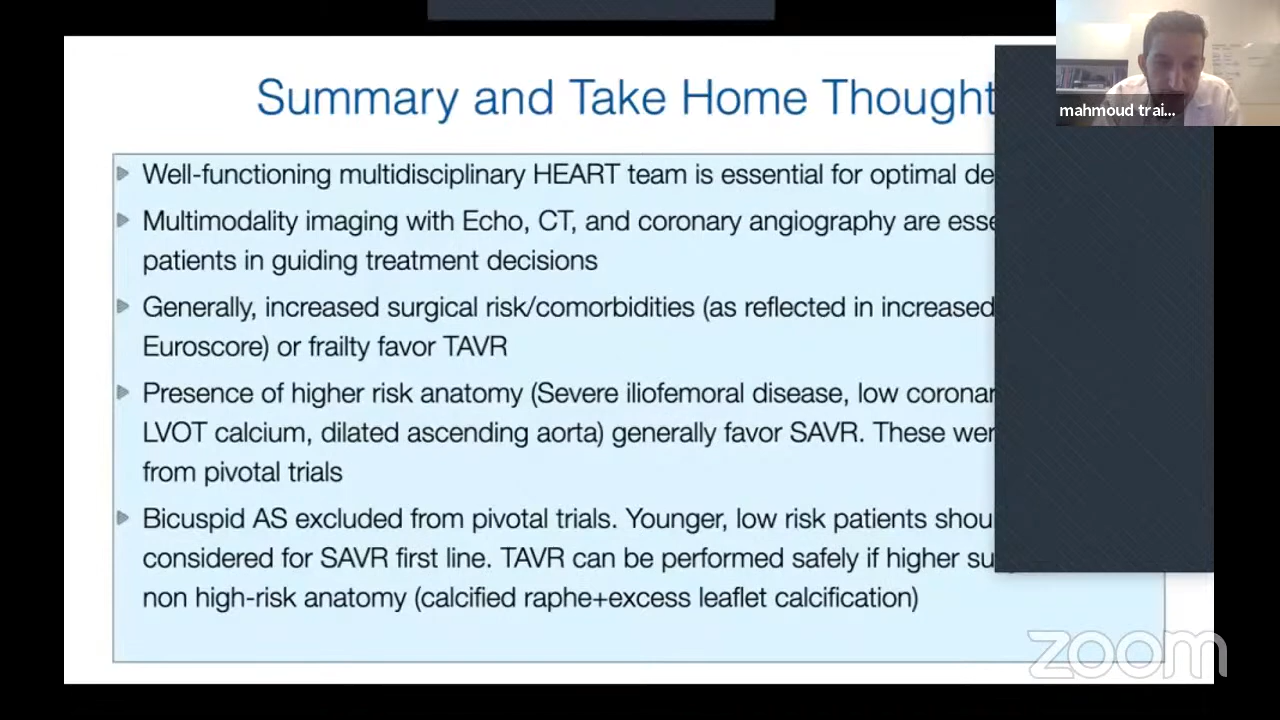 mahmoud trai...
Summary and Take Home Thought
Well-functioning multidisciplinary HEART team is essential for optimal de
Multimodality imaging with Echo, CT, and coronary angiography are esse
patients in guiding treatment decisions
Generally, increased surgical risk/comorbidities (as reflected in increased
Euroscore) or frailty favor TAVR
Presence of higher risk anatomy (Severe iliofemoral disease, low coronar
LVOT calcium, dilated ascending aorta) generally favor SAVR. These wer
from pivotal trials
Bicuspid AS excluded from pivotal trials. Younger, low risk patients shou
considered for SAVR first line. TAVR can be performed safely if higher su
non high-risk anatomy (calcified raphe+excess leaflet calcification)
zoom